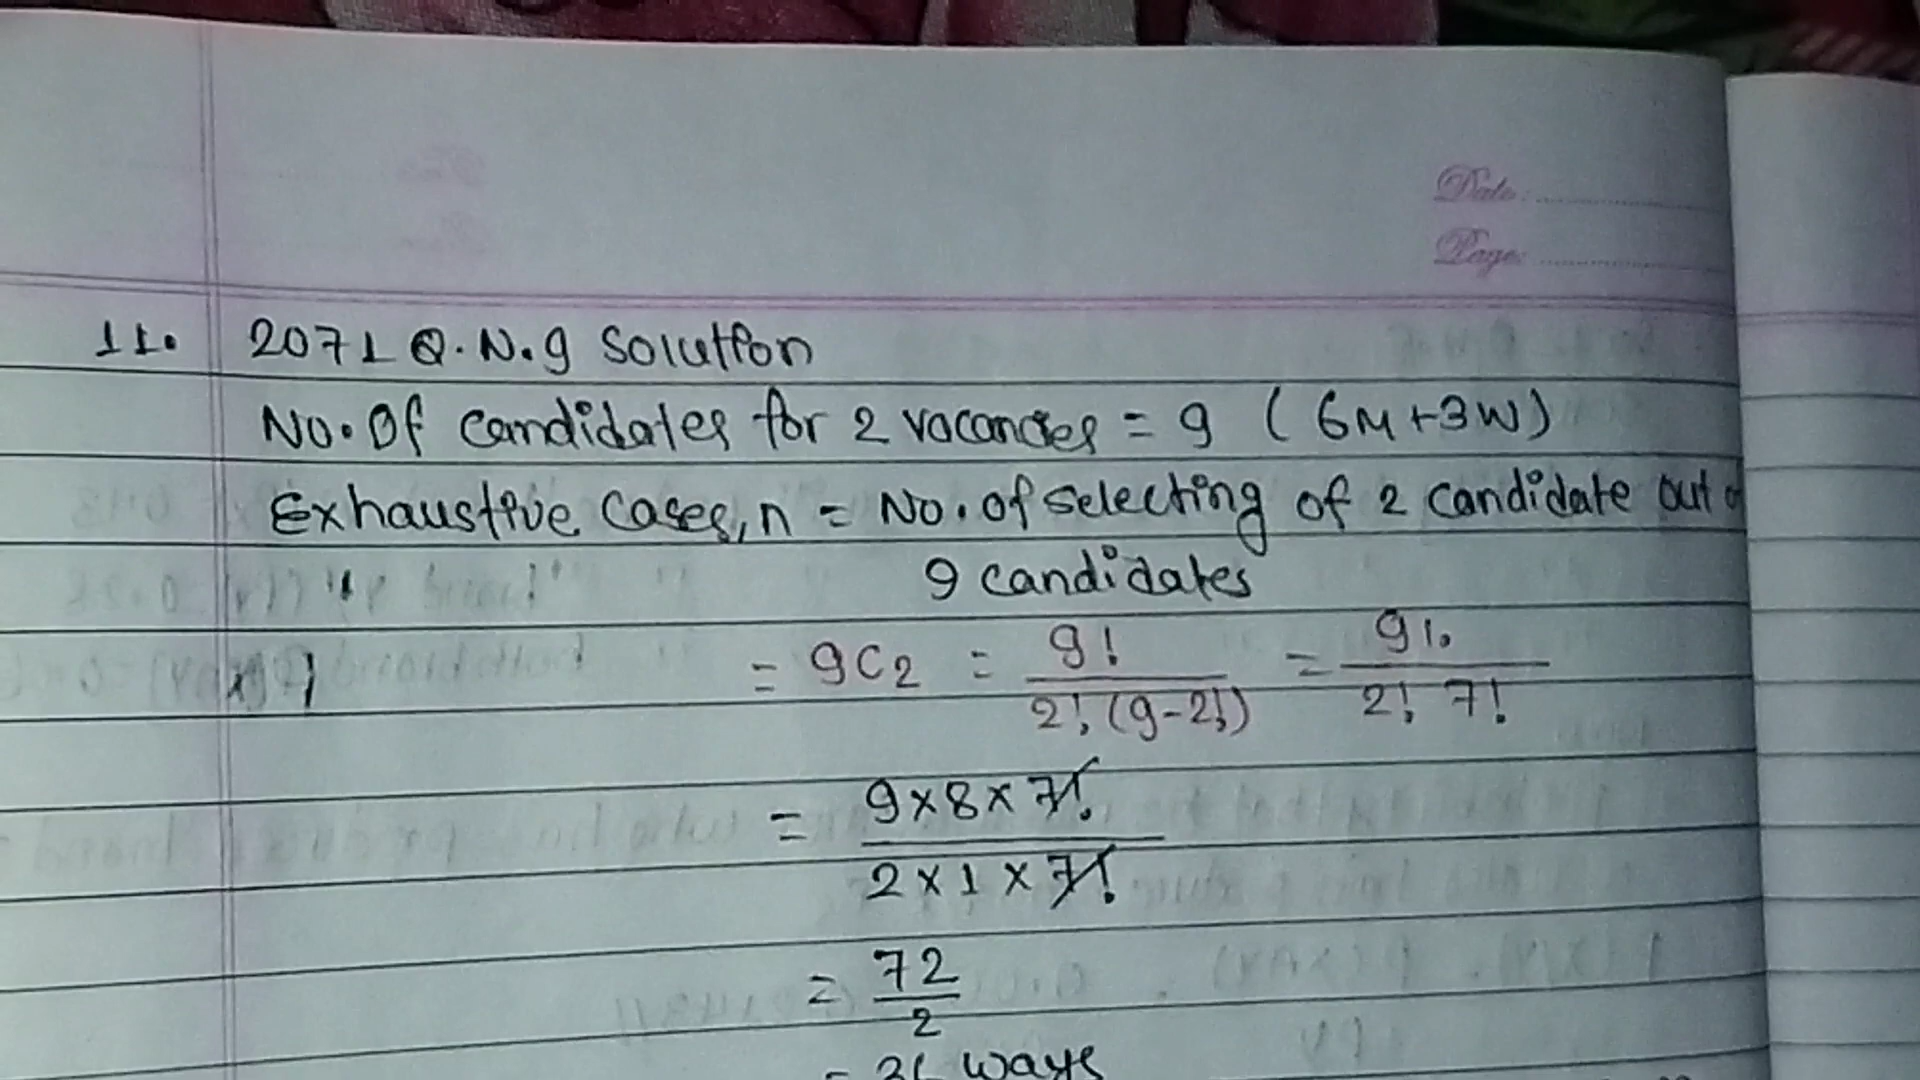 Date:
Page:
11. 2071 Q.N.9 Solution
No. Of candidates for 2 vacancies = 9 ( 6M+3W)
Exhaustive cases, n = No. of selecting of 2 candidate out
9 candidates
= 9C2 = 9! / 2! (9-2!) = 9! / 2! 7!
= 9×8×7! / 2×1×7!
= 72 / 2
= 36 ways